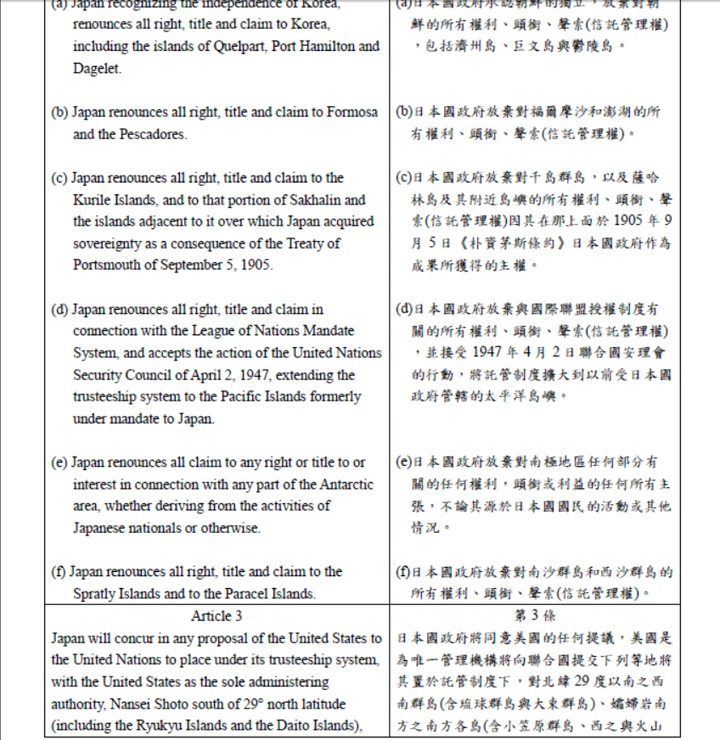 (a) Japan recognizing the independence of Korea,
renounces all right, title and claim to Korea,
including the islands of Quelpart, Port Hamilton and
Dagelet.
(b) Japan renounces all right, title and claim to Formosa
and the Pescadores.
(c) Japan renounces all right, title and claim to the
Kurile Islands, and to that portion of Sakhalin and
the islands adjacent to it over which Japan acquired
sovereignty as a consequence of the Treaty of
Portsmouth of September 5, 1905.
(d) Japan renounces all right, title and claim in
connection with the League of Nations Mandate
System, and accepts the action of the United Nations
Security Council of April 2, 1947, extending the
trusteeship system to the Pacific Islands formerly
under mandate to Japan.
(e) Japan renounces all claim to any right or title to or
interest in connection with any part of the Antarctic
area, whether deriving from the activities of
Japanese nationals or otherwise.
(f) Japan renounces all right, title and claim to the
Spratly Islands and to the Paracel Islands.
(a)日本國政府承認朝鮮的獨立，放棄對朝
鮮的所有權利、頭銜、聲索(信託管理權)
，包括濟州島、巨文島與鬱陵島。
(b)日本國政府放棄對福爾摩沙和澎湖的所
有權利、頭銜、聲索(信託管理權)。
(c)日本國政府放棄對千島群島，以及薩哈
林島及其附近島嶼的所有權利、頭銜、聲
索(信託管理權)因其在那上面於 1905 年 9
月 5 日《朴資茅斯條約》日本國政府作為
成果所獲得的主權。
(d)日本國政府放棄與國際聯盟授權制度有
關的所有權利、頭銜、聲索(信託管理權)
，並接受 1947 年 4 月 2 日聯合國安理會
的行動，將託管制度擴大到以前受日本國
政府管轄的太平洋島嶼。
(e)日本國政府放棄對南極地區任何部分有
關的任何權利，頭銜或利益的任何所有主
張，不論其源於日本國國民的活動或其他
情況。
(f)日本國政府放棄對南沙群島和西沙群島的
所有權利、頭銜、聲索(信託管理權)。
Article 3
Japan will concur in any proposal of the United States to
the United Nations to place under its trusteeship system,
with the United States as the sole administering
authority, Nansei Shoto south of 29° north latitude
(including the Ryukyu Islands and the Daito Islands),
第 3 條
日本國政府將同意美國的任何提議，美國是
為唯一管理機構將向聯合國提交下列等地將
其置於託管制度下，對北緯 29 度以南之西
南群島(含琉球群島與大東群島)、孀婦岩南
方之南方各島(含小笠原群島、西之與火山